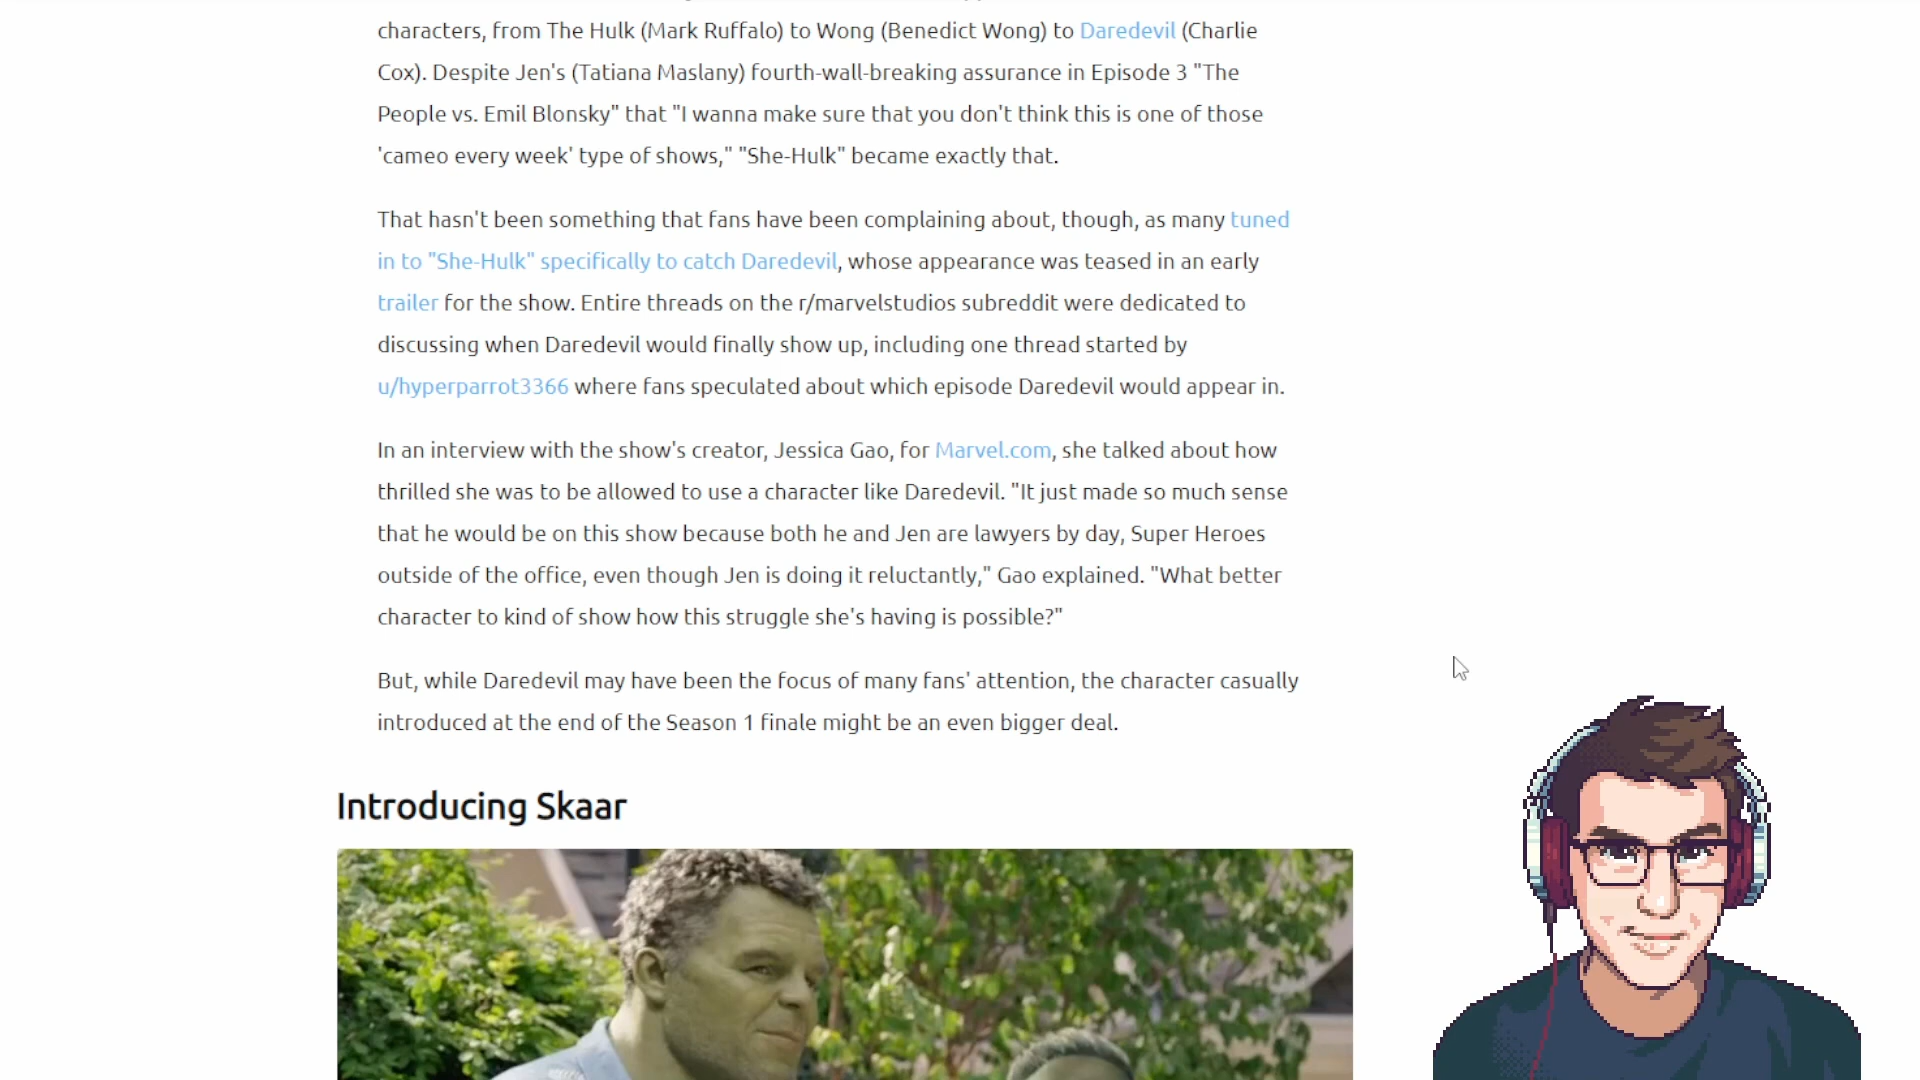 characters, from The Hulk (Mark Ruffalo) to Wong (Benedict Wong) to Daredevil (Charlie
Cox). Despite Jen's (Tatiana Maslany) fourth-wall-breaking assurance in Episode 3 "The
People vs. Emil Blonsky" that "I wanna make sure that you don't think this is one of those
'cameo every week' type of shows," "She-Hulk" became exactly that.
That hasn't been something that fans have been complaining about, though, as many tuned
in to "She-Hulk" specifically to catch Daredevil, whose appearance was teased in an early
trailer for the show. Entire threads on the r/marvelstudios subreddit were dedicated to
discussing when Daredevil would finally show up, including one thread started by
u/hyperparrot3366 where fans speculated about which episode Daredevil would appear in.
In an interview with the show's creator, Jessica Gao, for Marvel.com, she talked about how
thrilled she was to be allowed to use a character like Daredevil. "It just made so much sense
that he would be on this show because both he and Jen are lawyers by day, Super Heroes
outside of the office, even though Jen is doing it reluctantly," Gao explained. "What better
character to kind of show how this struggle she's having is possible?"
But, while Daredevil may have been the focus of many fans' attention, the character casually
introduced at the end of the Season 1 finale might be an even bigger deal.
Introducing Skaar